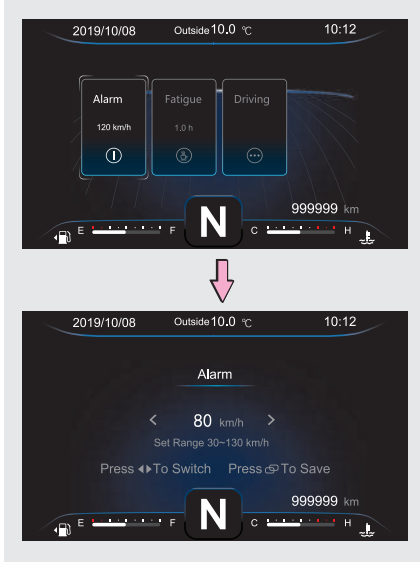 2019/10/08 Outside 10.0 ℃ 10:12
Alarm Fatigue Driving
120 km/h 1.0 h
999999 km
E F N C H
2019/10/08 Outside 10.0 ℃ 10:12
Alarm
< 80 km/h >
Set Range 30~130 km/h
Press ◀▶ To Switch Press To Save
999999 km
E F N C H